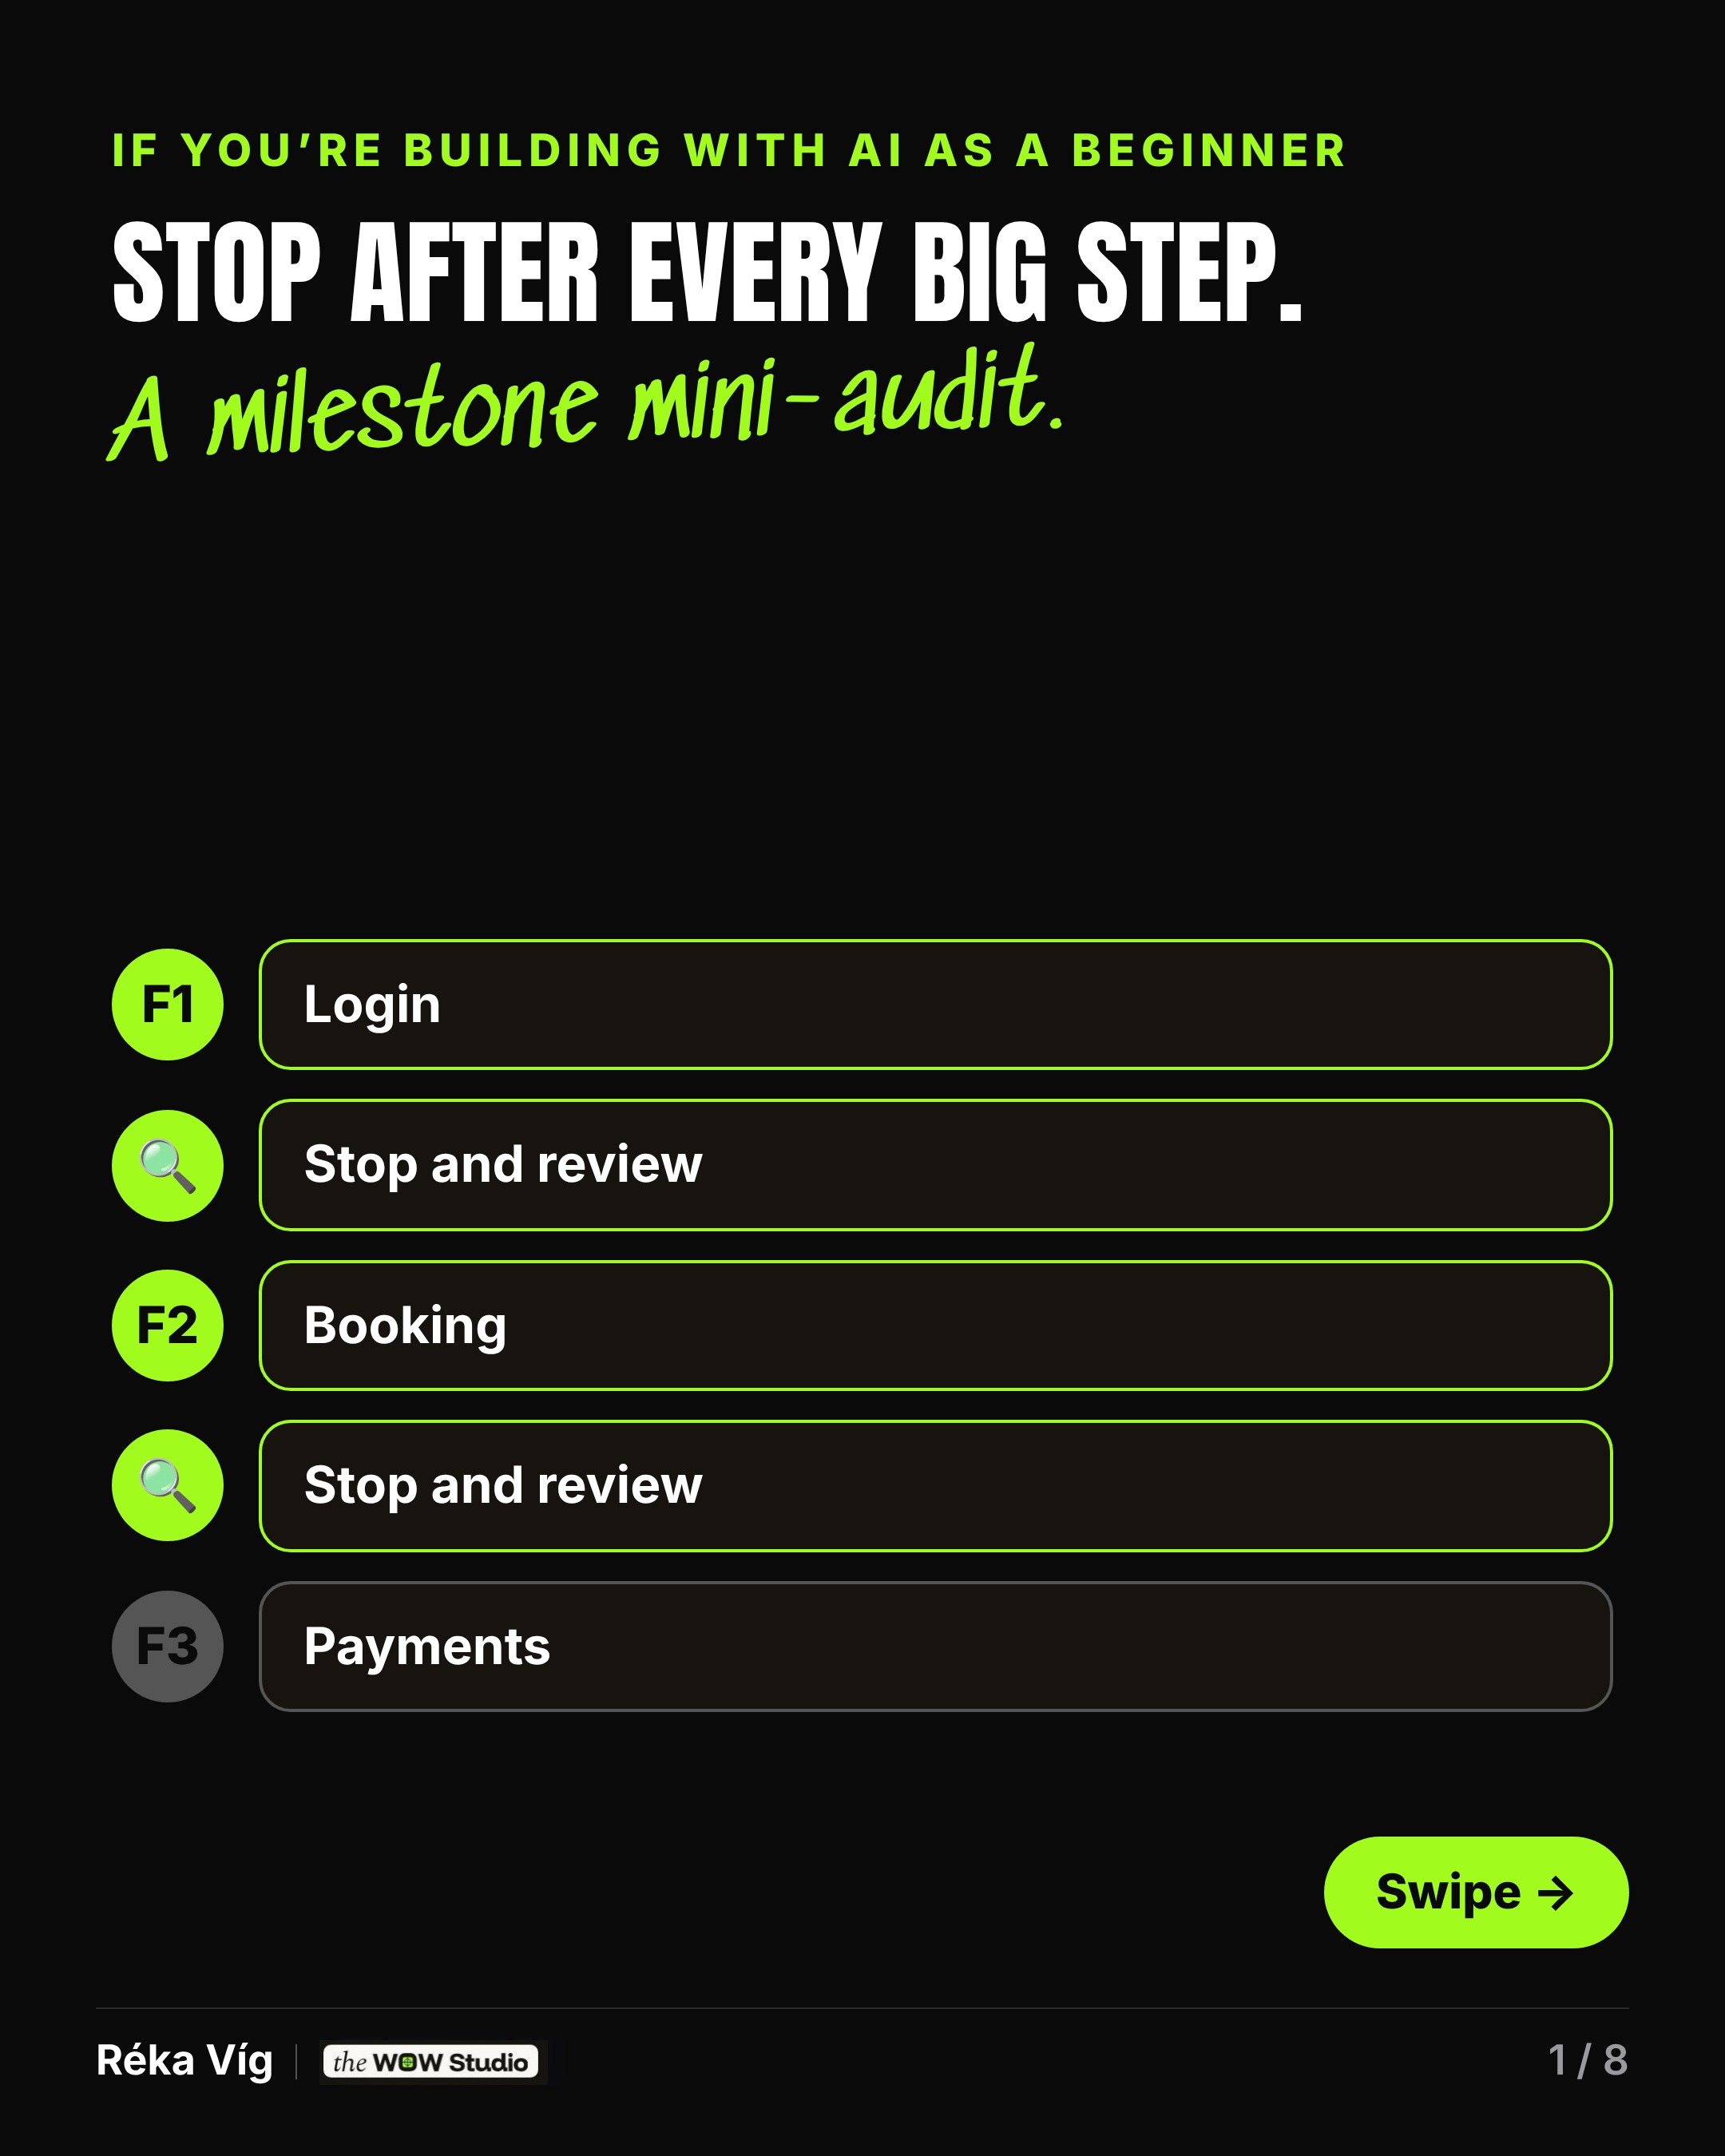 IF YOU’RE BUILDING WITH AI AS A BEGINNER
STOP AFTER EVERY BIG STEP.
A milestone mini-audit.
F1 Login
Stop and review
F2 Booking
Stop and review
F3 Payments
Swipe →
Réka Víg | the WOW Studio 1 / 8